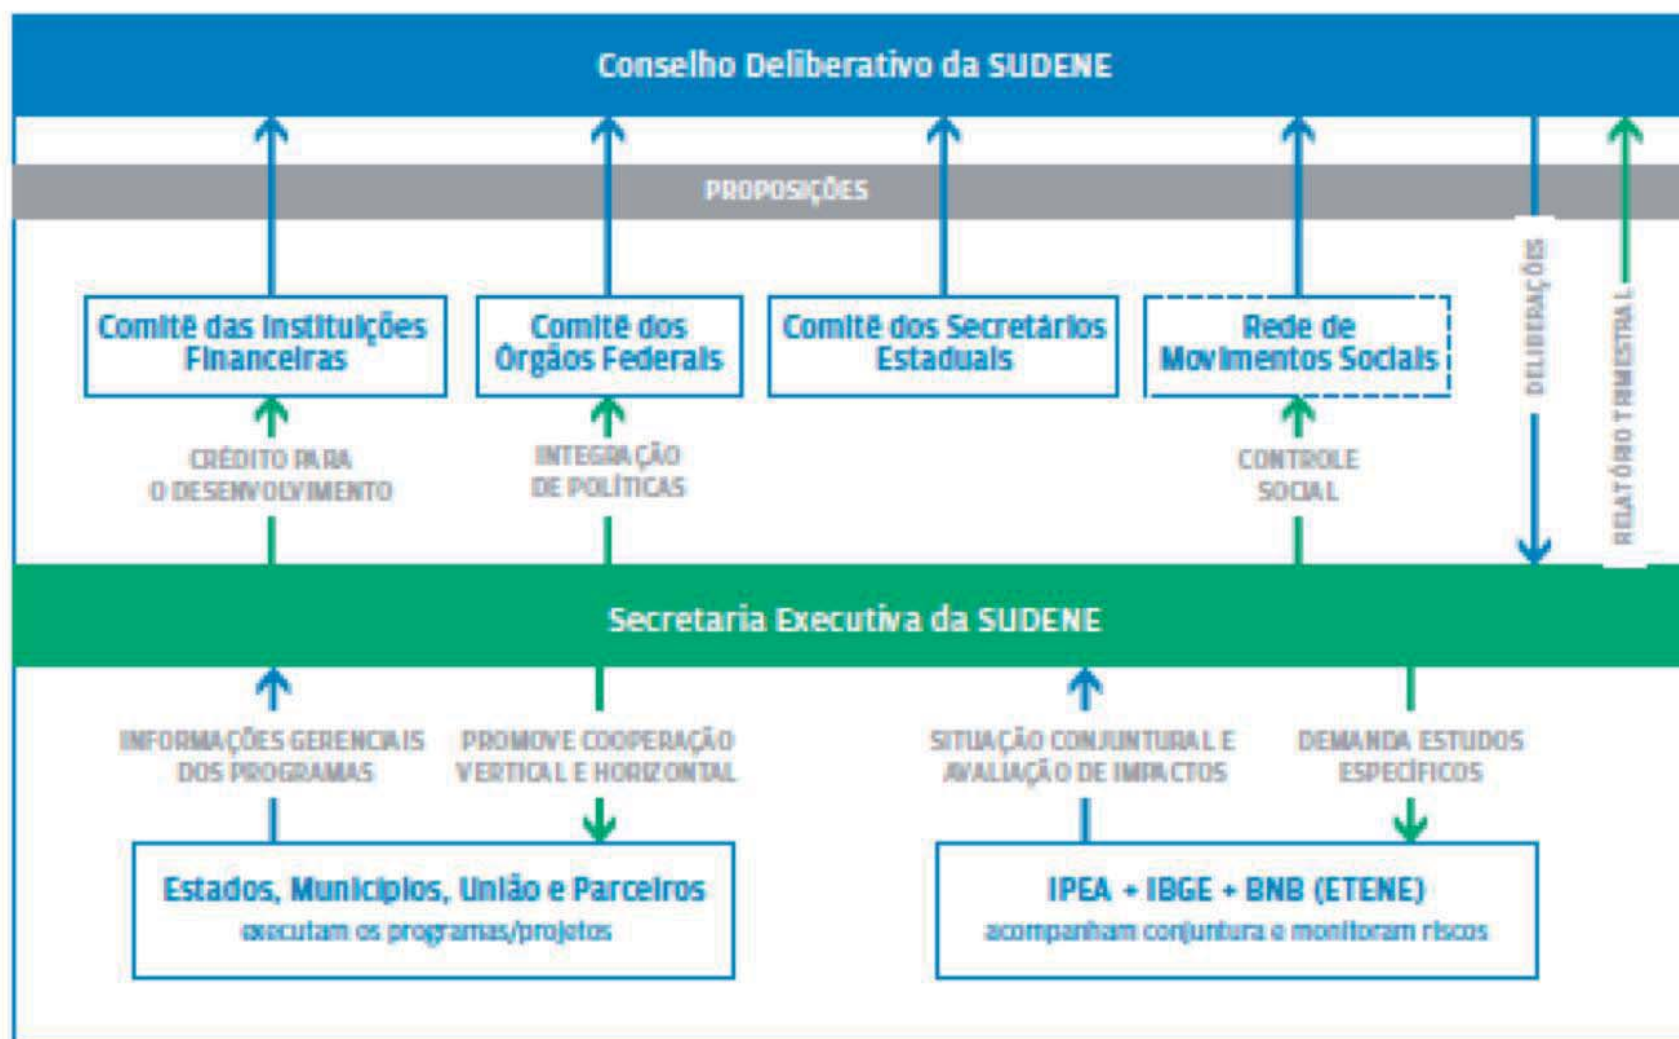 Conselho Deliberativo da SUDENE
PROPOSIÇÕES
Comitê das Instituições
Financeiras
Comitê dos
Órgãos Federais
Comitê dos Secretários
Estaduais
Rede de
Movimentos Sociais
DELIBERAÇÕES
RELATÓRIO TRIMESTRAL
CRÉDITO PARA
O DESENVOLVIMENTO
INTEGRAÇÃO
DE POLÍTICAS
CONTROLE
SOCIAL
Secretaria Executiva da SUDENE
INFORMAÇÕES GERENCIAIS
DOS PROGRAMAS
PROMOVE COOPERAÇÃO
VERTICAL E HORIZONTAL
SITUAÇÃO CONJUNTURAL E
AVALIAÇÃO DE IMPACTOS
DEMANDA ESTUDOS
ESPECÍFICOS
Estados, Municípios, União e Parceiros
executam os programas/projetos
IPEA + IBGE + BNB (ETENE)
acompanham conjuntura e monitoram riscos